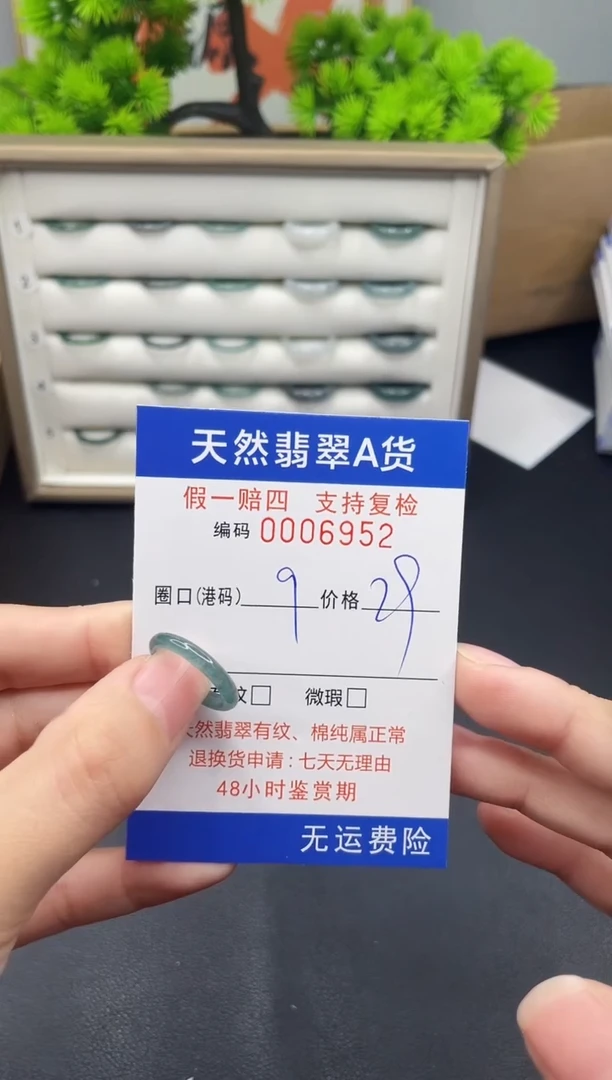 天然翡翠A货
假一赔四 支持复检
编码 0006952
圈口(港码) 9 价格 28
纹□ 微瑕□
天然翡翠有纹、棉纯属正常
退换货申请:七天无理由
48小时鉴赏期
无运费险